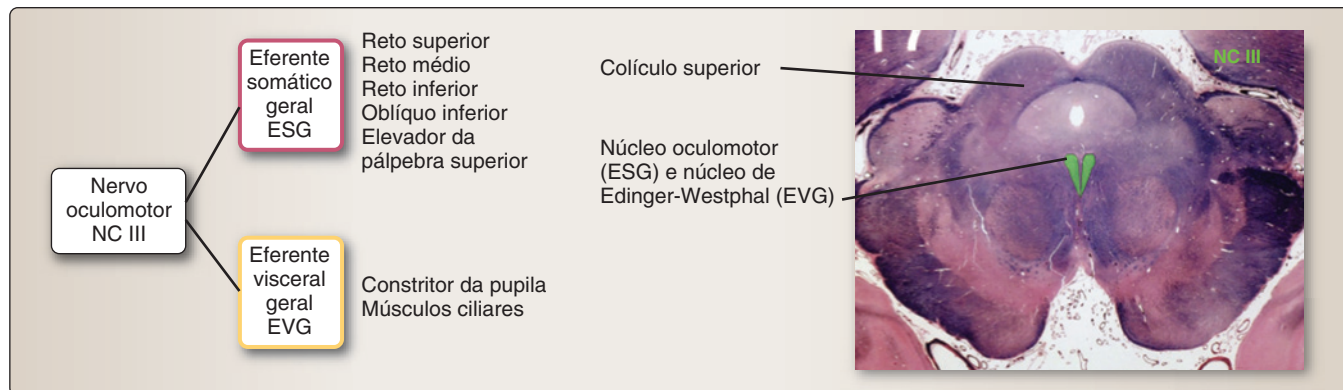 Nervo
oculomotor
NC III
Eferente
somático
geral
ESG
Reto superior
Reto médio
Reto inferior
Oblíquo inferior
Elevador da
pálpebra superior
Eferente
visceral
geral
EVG
Constritor da pupila
Músculos ciliares
Colículo superior
Núcleo oculomotor
(ESG) e núcleo de
Edinger-Westphal (EVG)
NC III